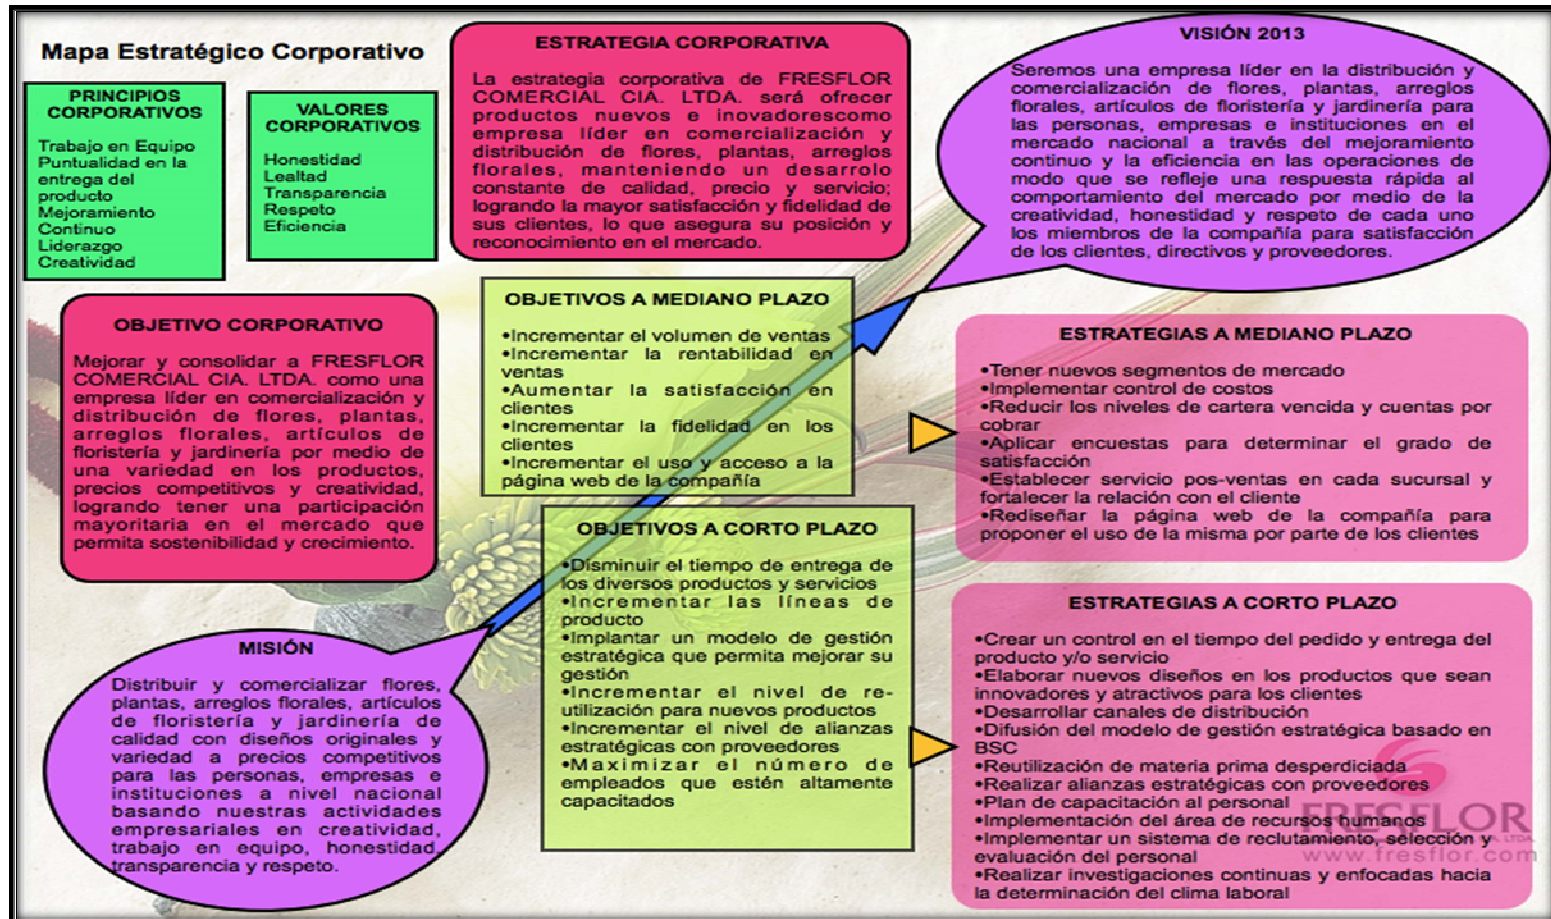 Mapa Estratégico Corporativo
PRINCIPIOS
CORPORATIVOS
Trabajo en Equipo
Puntualidad en la
entrega del
producto
Mejoramiento
Continuo
Liderazgo
Creatividad
VALORES
CORPORATIVOS
Honestidad
Lealtad
Transparencia
Respeto
Eficiencia
ESTRATEGIA CORPORATIVA
La estrategia corporativa de FRESFLOR
COMERCIAL CIA. LTDA. será ofrecer
productos nuevos e inovadorescomo
empresa líder en comercialización y
distribución de flores, plantas, arreglos
florales, manteniendo un desarrolo
constante de calidad, precio y servicio;
logrando la mayor satisfacción y fidelidad de
sus clientes, lo que asegura su posición y
reconocimiento en el mercado.
VISIÓN 2013
Seremos una empresa líder en la distribución y
comercialización de flores, plantas, arreglos
florales, artículos de floristería y jardinería para
las personas, empresas e instituciones en el
mercado nacional a través del mejoramiento
continuo y la eficiencia en las operaciones de
modo que se refleje una respuesta rápida al
comportamiento del mercado por medio de la
creatividad, honestidad y respeto de cada uno
los miembros de la compañía para satisfacción
de los clientes, directivos y proveedores.
OBJETIVO CORPORATIVO
Mejorar y consolidar a FRESFLOR
COMERCIAL CIA. LTDA. como una
empresa líder en comercialización y
distribución de flores, plantas,
arreglos florales, artículos de
floristería y jardinería por medio de
una variedad en los productos,
precios competitivos y creatividad,
logrando tener una participación
mayoritaria en el mercado que
permita sostenibilidad y crecimiento.
OBJETIVOS A MEDIANO PLAZO
•Incrementar el volumen de ventas
•Incrementar la rentabilidad en
ventas
•Aumentar la satisfacción en
clientes
•Incrementar la fidelidad en los
clientes
•Incrementar el uso y acceso a la
página web de la compañía
ESTRATEGIAS A MEDIANO PLAZO
•Tener nuevos segmentos de mercado
•Implementar control de costos
•Reducir los niveles de cartera vencida y cuentas por
cobrar
•Aplicar encuestas para determinar el grado de
satisfacción
•Establecer servicio pos-ventas en cada sucursal y
fortalecer la relación con el cliente
•Rediseñar la página web de la compañía para
proponer el uso de la misma por parte de los clientes
OBJETIVOS A CORTO PLAZO
•Disminuir el tiempo de entrega de
los diversos productos y servicios
•Incrementar las líneas de
producto
•Implantar un modelo de gestión
estratégica que permita mejorar su
gestión
•Incrementar el nivel de re-
utilización para nuevos productos
•Incrementar el nivel de alianzas
estratégicas con proveedores
•Maximizar el número de
empleados que estén altamente
capacitados
ESTRATEGIAS A CORTO PLAZO
•Crear un control en el tiempo del pedido y entrega del
producto y/o servicio
•Elaborar nuevos diseños en los productos que sean
innovadores y atractivos para los clientes
•Desarrollar canales de distribución
•Difusión del modelo de gestión estratégica basado en
BSC
•Reutilización de materia prima desperdiciada
•Realizar alianzas estratégicas con proveedores
•Plan de capacitación al personal
•Implementación del área de recursos humanos
•Implementar un sistema de reclutamiento, selección y
evaluación del personal
•Realizar investigaciones continuas y enfocadas hacia
la determinación del clima laboral
MISIÓN
Distribuir y comercializar flores,
plantas, arreglos florales, artículos
de floristería y jardinería de
calidad con diseños originales y
variedad a precios competitivos
para las personas, empresas e
instituciones a nivel nacional
basando nuestras actividades
empresariales en creatividad,
trabajo en equipo, honestidad,
transparencia y respeto.
FRESFLOR
LTDA.
www.fresflor.com